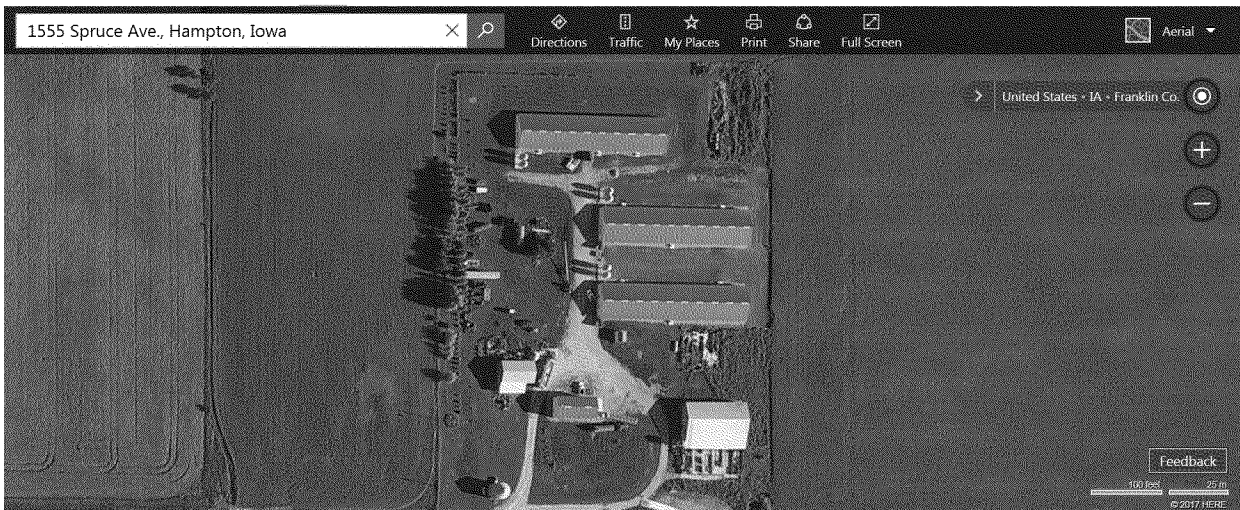 1555 Spruce Ave., Hampton, Iowa
Directions
Traffic
My Places
Print
Share
Full Screen
Aerial
United States • IA • Franklin Co.
Feedback
100 feet 25 m
© 2017 HERE